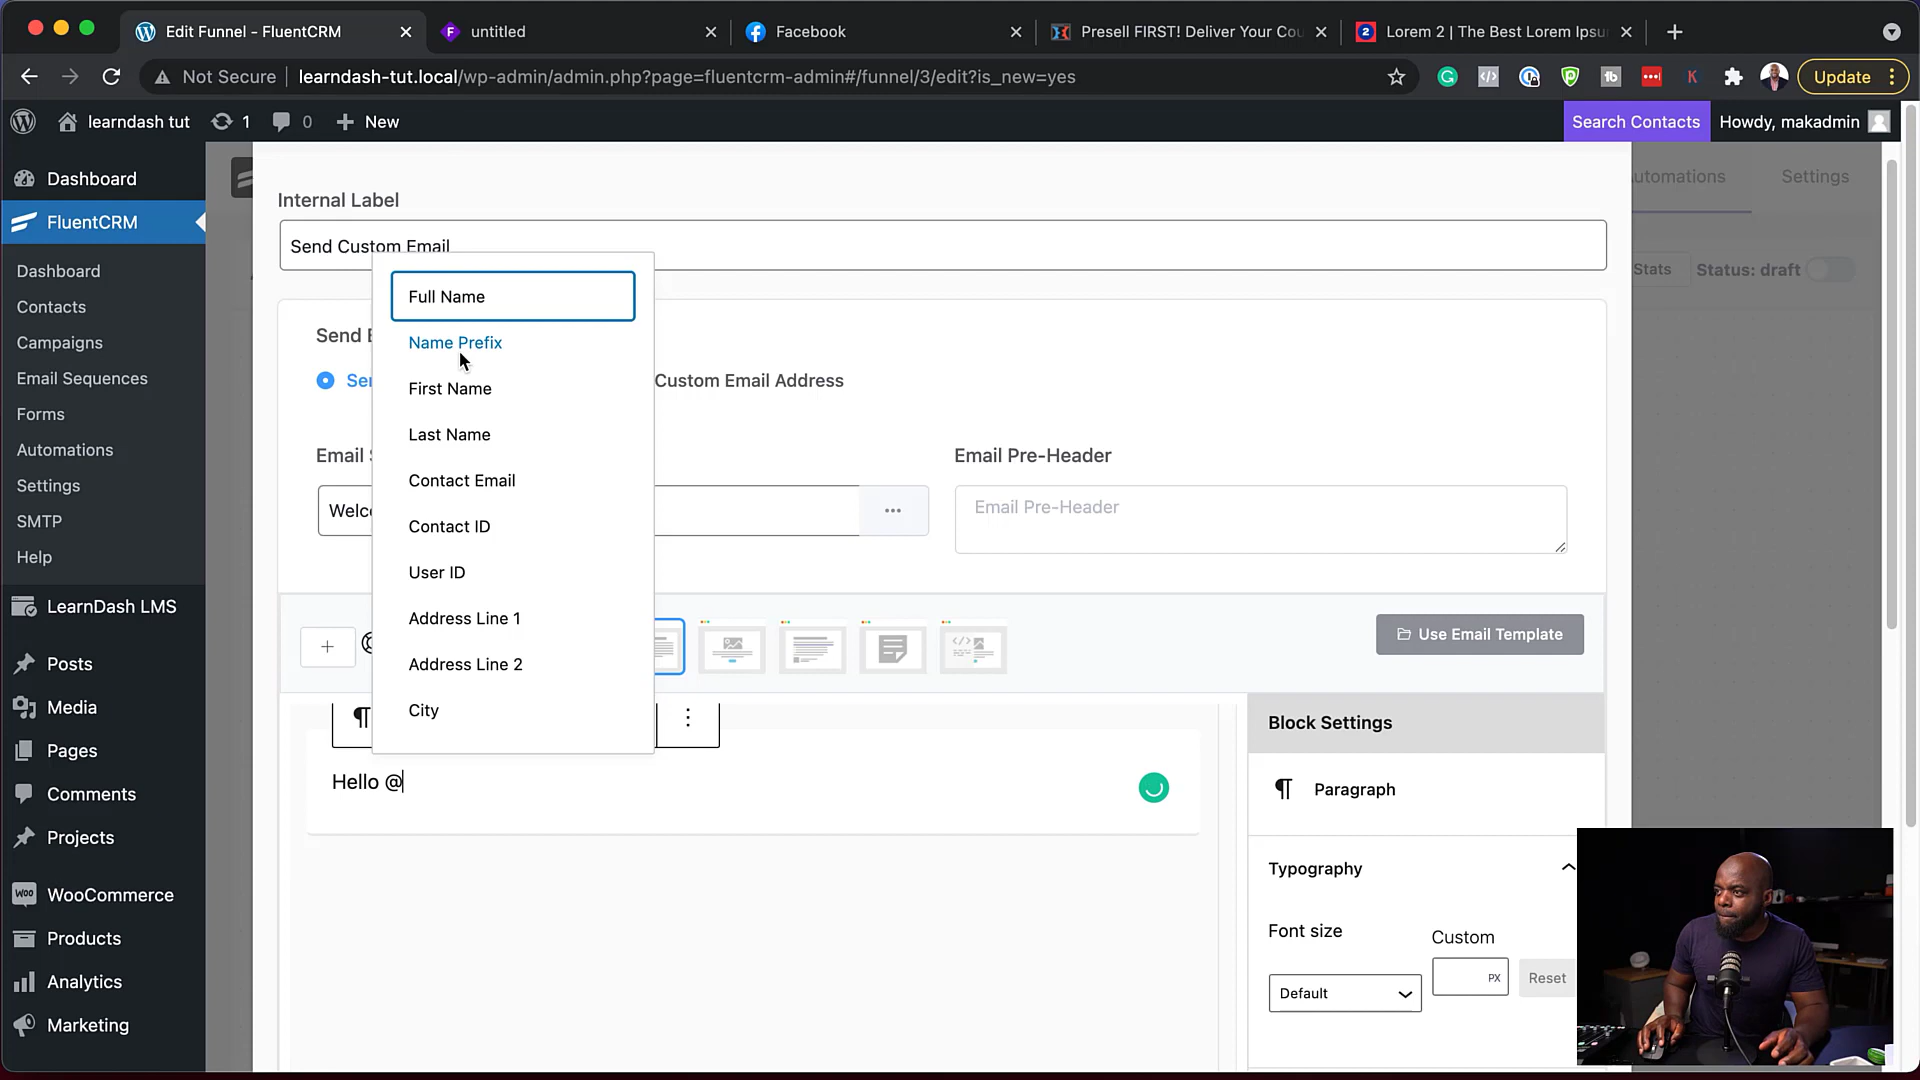 Edit Funnel - FluentCRM
untitled
Facebook
Presell FIRST! Deliver Your Cou
Lorem 2 | The Best Lorem Ipsu
Not Secure
learndash-tut.local/wp-admin/admin.php?page=fluentcrm-admin#/funnel/3/edit?is_new=yes
Update
learndash tut
1
0
New
Search Contacts
Howdy, makadmin
Dashboard
FluentCRM
Dashboard
Contacts
Campaigns
Email Sequences
Forms
Automations
Settings
SMTP
Help
LearnDash LMS
Posts
Media
Pages
Comments
Projects
WooCommerce
Products
Analytics
Marketing
utomations
Settings
Stats
Status: draft
Internal Label
Send Custom Email
Full Name
Name Prefix
First Name
Last Name
Contact Email
Contact ID
User ID
Address Line 1
Address Line 2
City
Send E
Sen
Custom Email Address
Email S
Email Pre-Header
Welco
Email Pre-Header
Use Email Template
Hello @
Block Settings
Paragraph
Typography
Font size
Custom
Default
PX
Reset